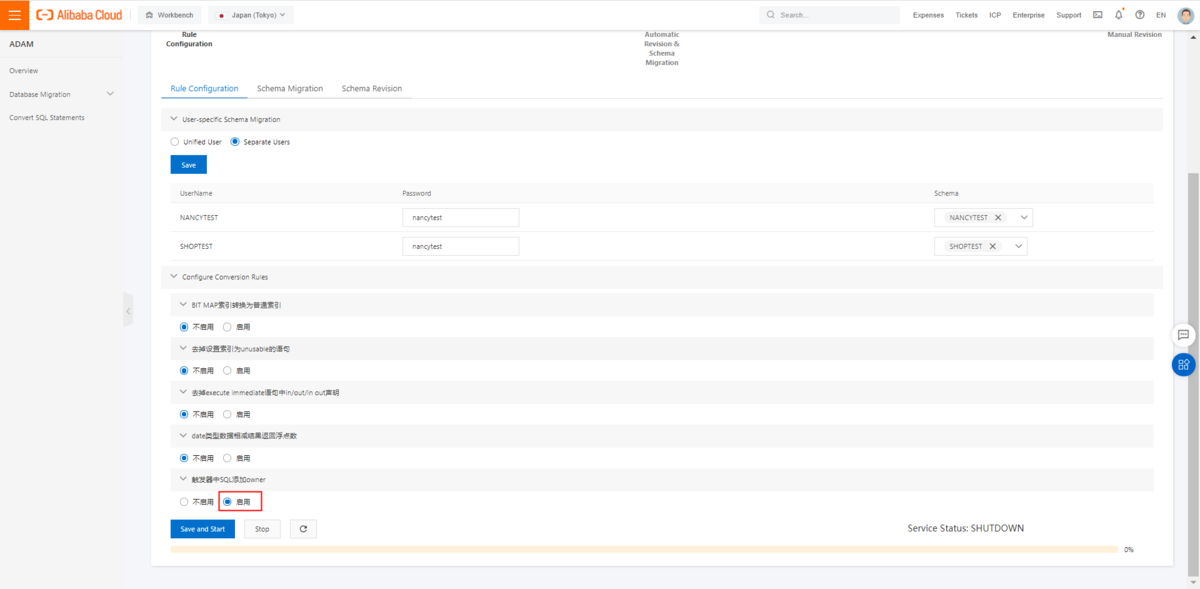 Alibaba Cloud
Workbench
Japan (Tokyo)
Search...
Expenses
Tickets
ICP
Enterprise
Support
EN
ADAM
Overview
Database Migration
Convert SQL Statements
Rule
Configuration
Automatic
Revision &
Schema
Migration
Manual Revision
Rule Configuration
Schema Migration
Schema Revision
User-specific Schema Migration
Unified User
Separate Users
Save
UserName
Password
Schema
NANCYTEST
nancytest
NANCYTEST
SHOPTEST
nancytest
SHOPTEST
Configure Conversion Rules
BIT MAP索引转换为普通索引
不启用
启用
去掉设置索引为unusable的语句
不启用
启用
去掉execute immediate语句中in/out/in out声明
不启用
启用
date类型数据相减结果返回浮点数
不启用
启用
触发器中SQL添加owner
不启用
启用
Save and Start
Stop
Service Status: SHUTDOWN
0%